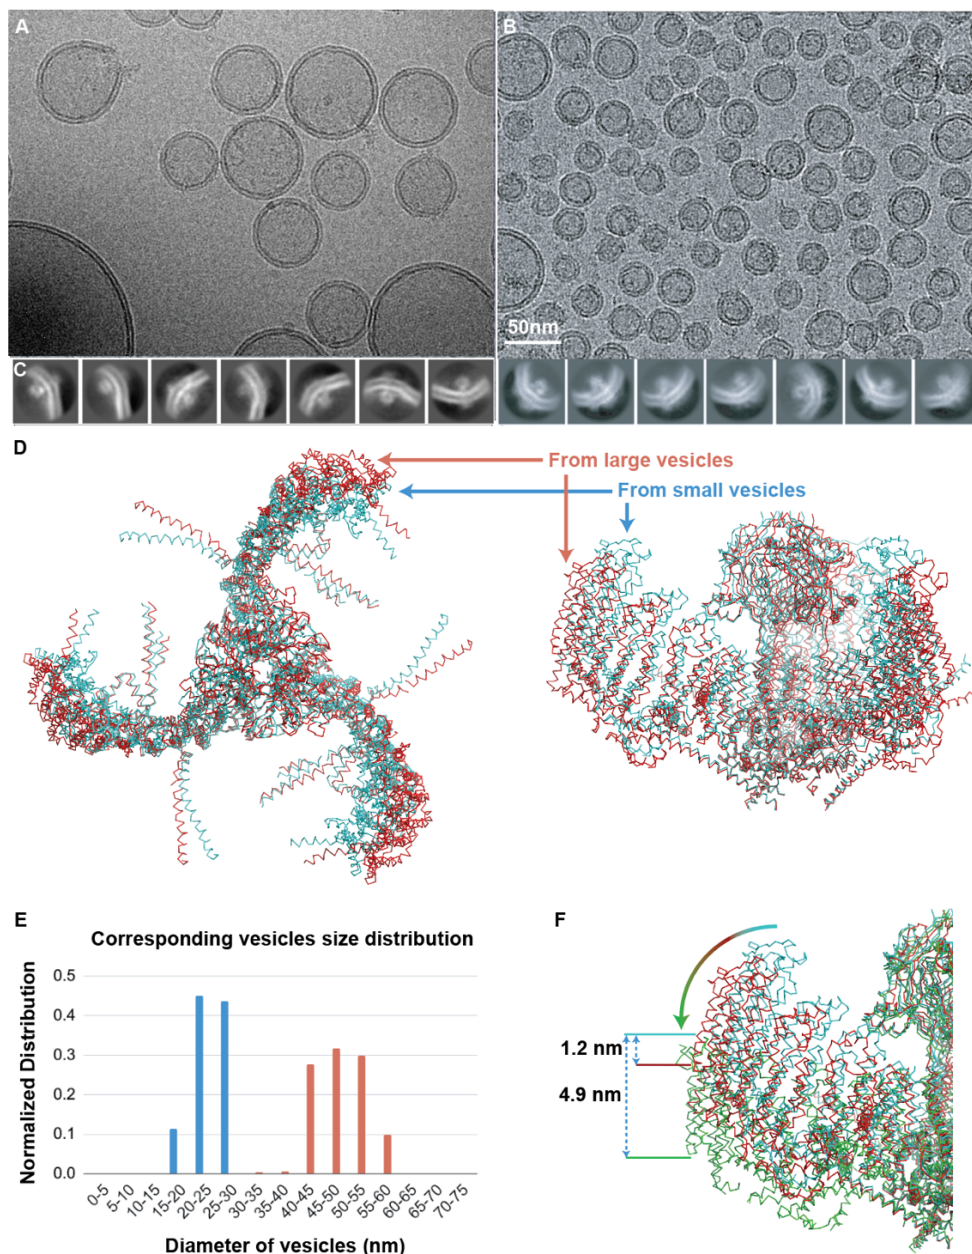 A
B
50nm
C
D
From large vesicles
From small vesicles
E
Corresponding vesicles size distribution
Normalized Distribution
0.5
0.4
0.3
0.2
0.1
0.0
0-5
5-10
10-15
15-20
20-25
25-30
30-35
35-40
40-45
45-50
50-55
55-60
60-65
65-70
70-75
Diameter of vesicles (nm)
F
1.2 nm
4.9 nm